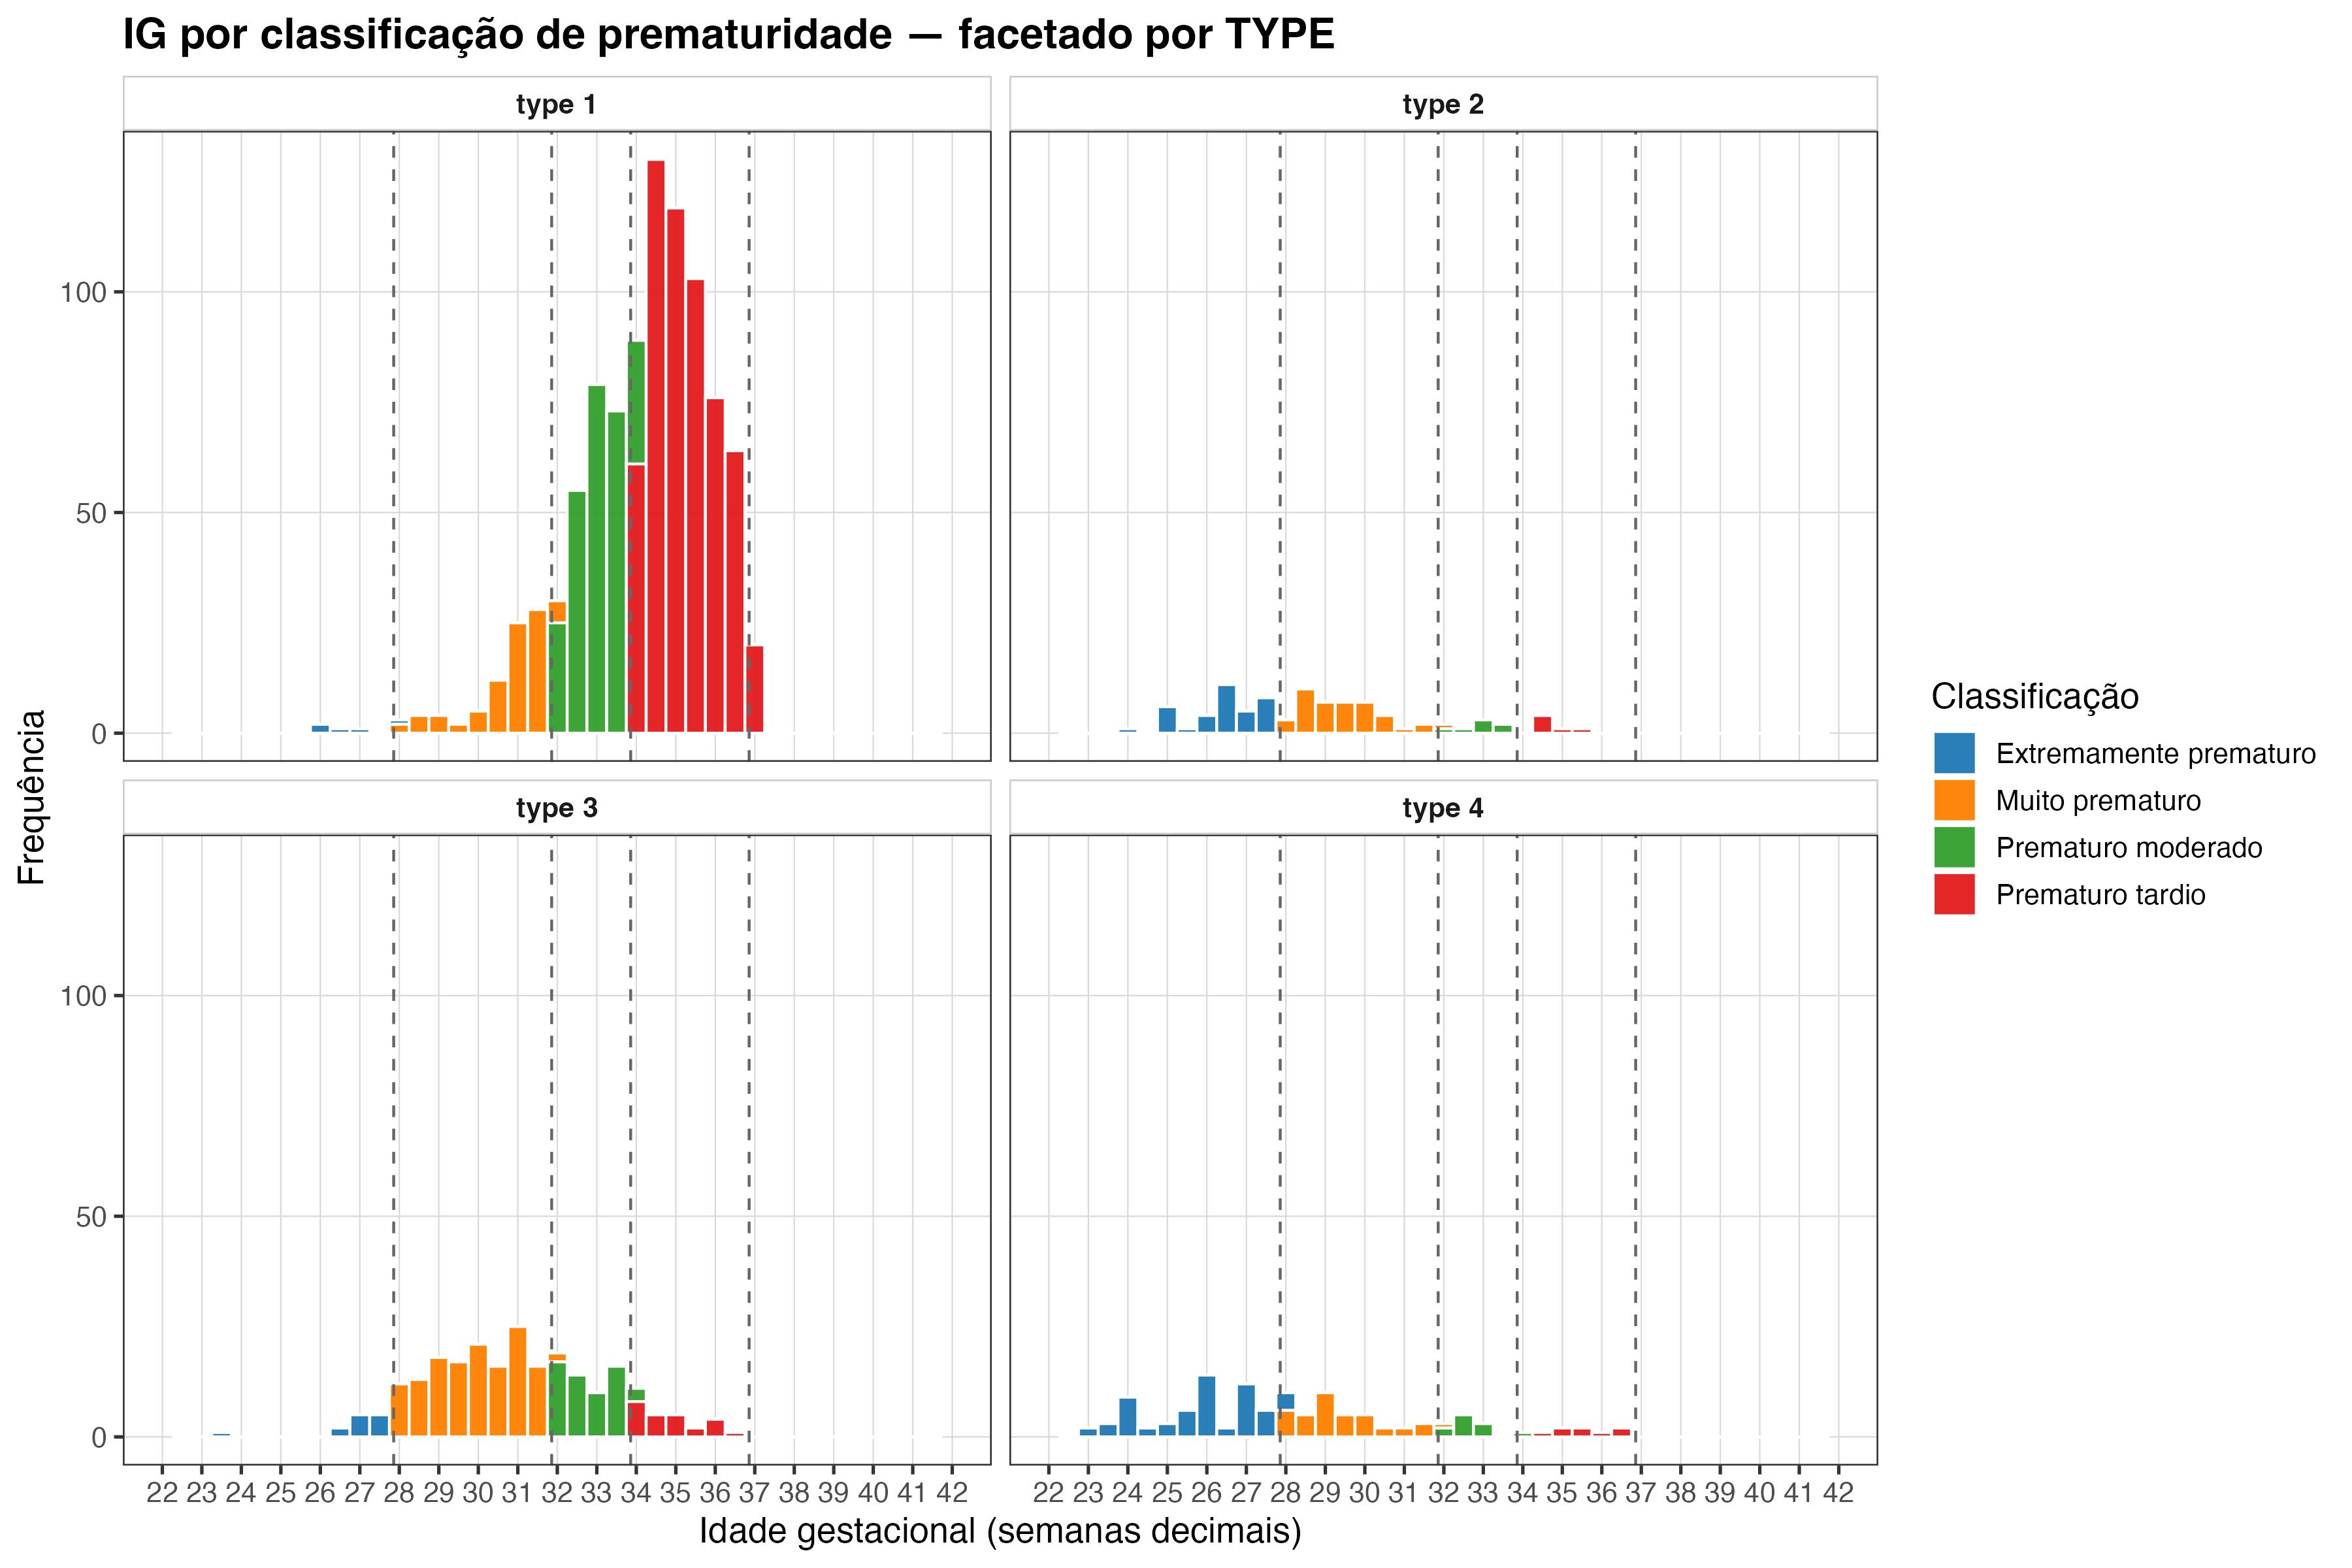 IG por classificação de prematuridade — facetado por TYPE
type 1
type 2
100
50
0
type 3
type 4
100
50
0
Frequência
22 23 24 25 26 27 28 29 30 31 32 33 34 35 36 37 38 39 40 41 42
22 23 24 25 26 27 28 29 30 31 32 33 34 35 36 37 38 39 40 41 42
Idade gestacional (semanas decimais)
Classificação
Extremamente prematuro
Muito prematuro
Prematuro moderado
Prematuro tardio